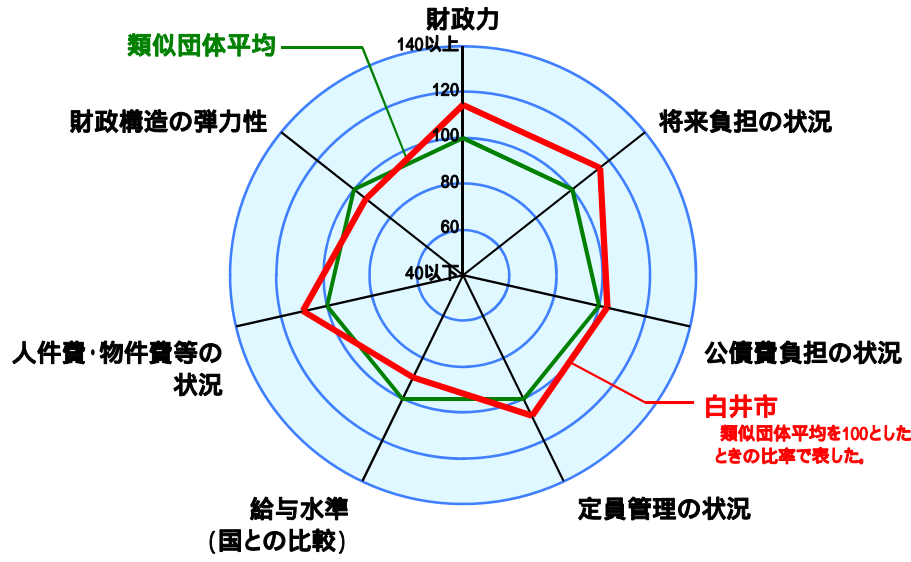 財政力
類似団体平均
140以上
120
100
80
60
40以下
財政構造の弾力性
将来負担の状況
人件費・物件費等の
状況
公債費負担の状況
白井市
類似団体平均を100とした
ときの比率で表した。
給与水準
(国との比較)
定員管理の状況